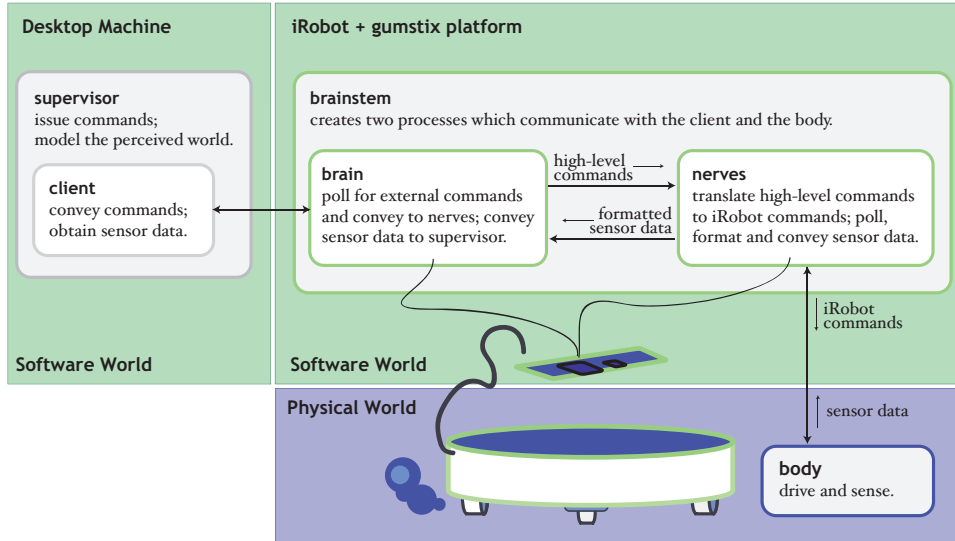 Desktop Machine
supervisor
issue commands;
model the perceived world.
client
convey commands;
obtain sensor data.
Software World
iRobot + gumstix platform
brainstem
creates two processes which communicate with the client and the body.
brain
poll for external commands
and convey to nerves; convey
sensor data to supervisor.
high-level
commands
formatted
sensor data
nerves
translate high-level commands
to iRobot commands; poll,
format and convey sensor data.
iRobot
commands
Software World
Physical World
sensor data
body
drive and sense.